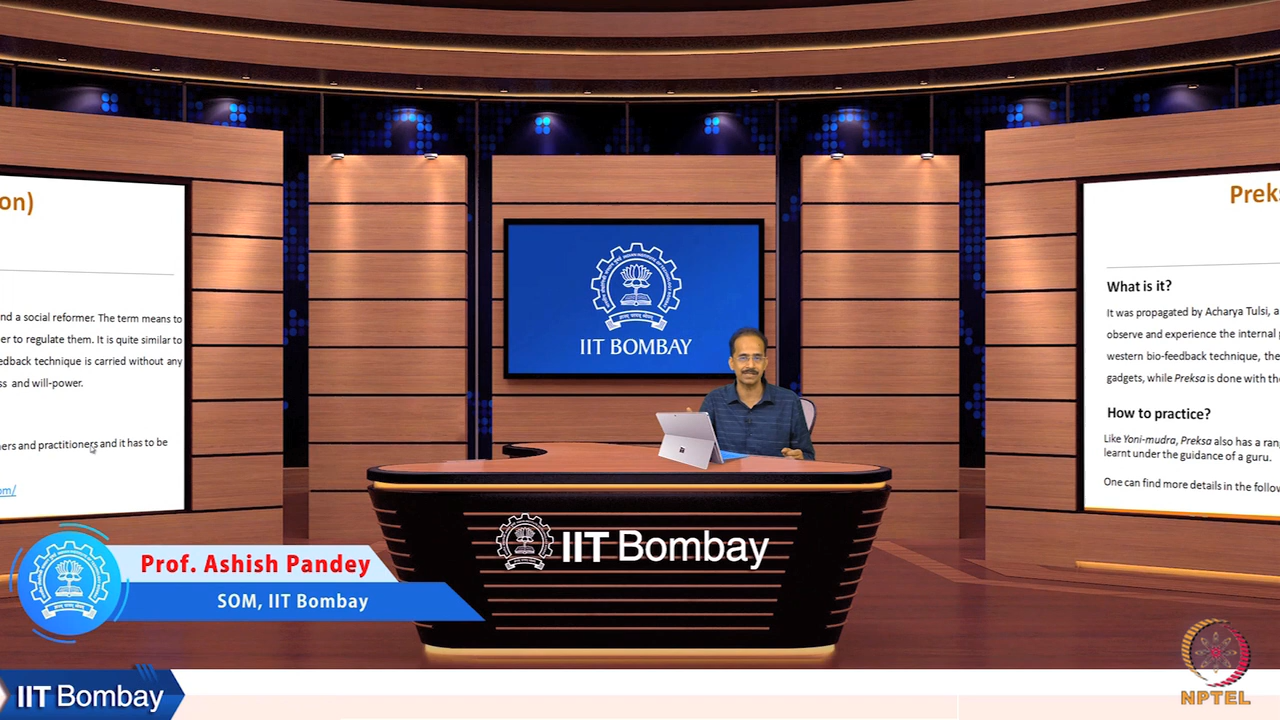 on)
nd a social reformer. The term means to
er to regulate them. It is quite similar to
edback technique is carried without any
ss and will-power.
ners and practitioners and it has to be
om/
IIT BOMBAY
Preks
What is it?
It was propagated by Acharya Tulsi, a
observe and experience the internal p
western bio-feedback technique, the
gadgets, while Preksa is done with the
How to practice?
Like Yoni-mudra, Preksa also has a ran
learnt under the guidance of a guru.
One can find more details in the follow
IIT Bombay
Prof. Ashish Pandey
SOM, IIT Bombay
IIT Bombay
NPTEL